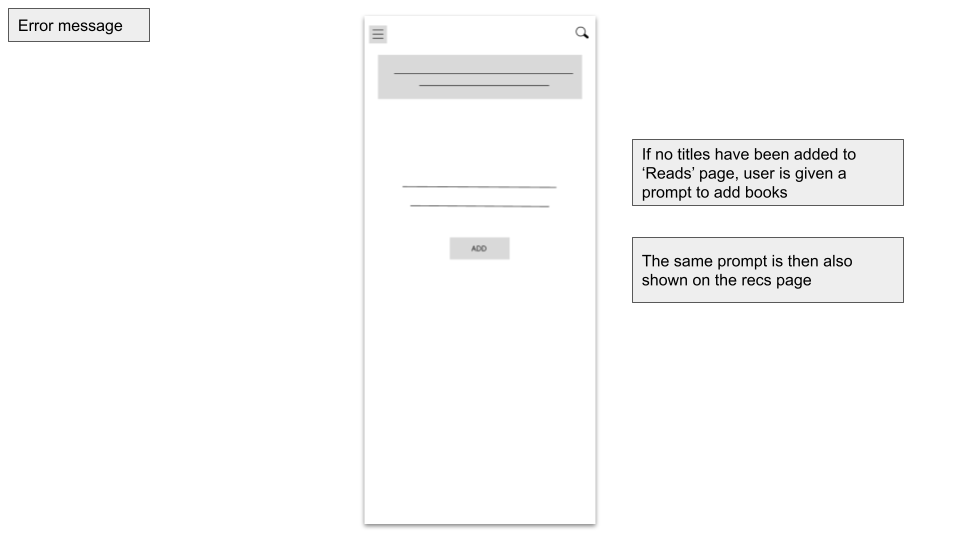 Error message
If no titles have been added to
‘Reads’ page, user is given a
prompt to add books
ADD
The same prompt is then also
shown on the recs page